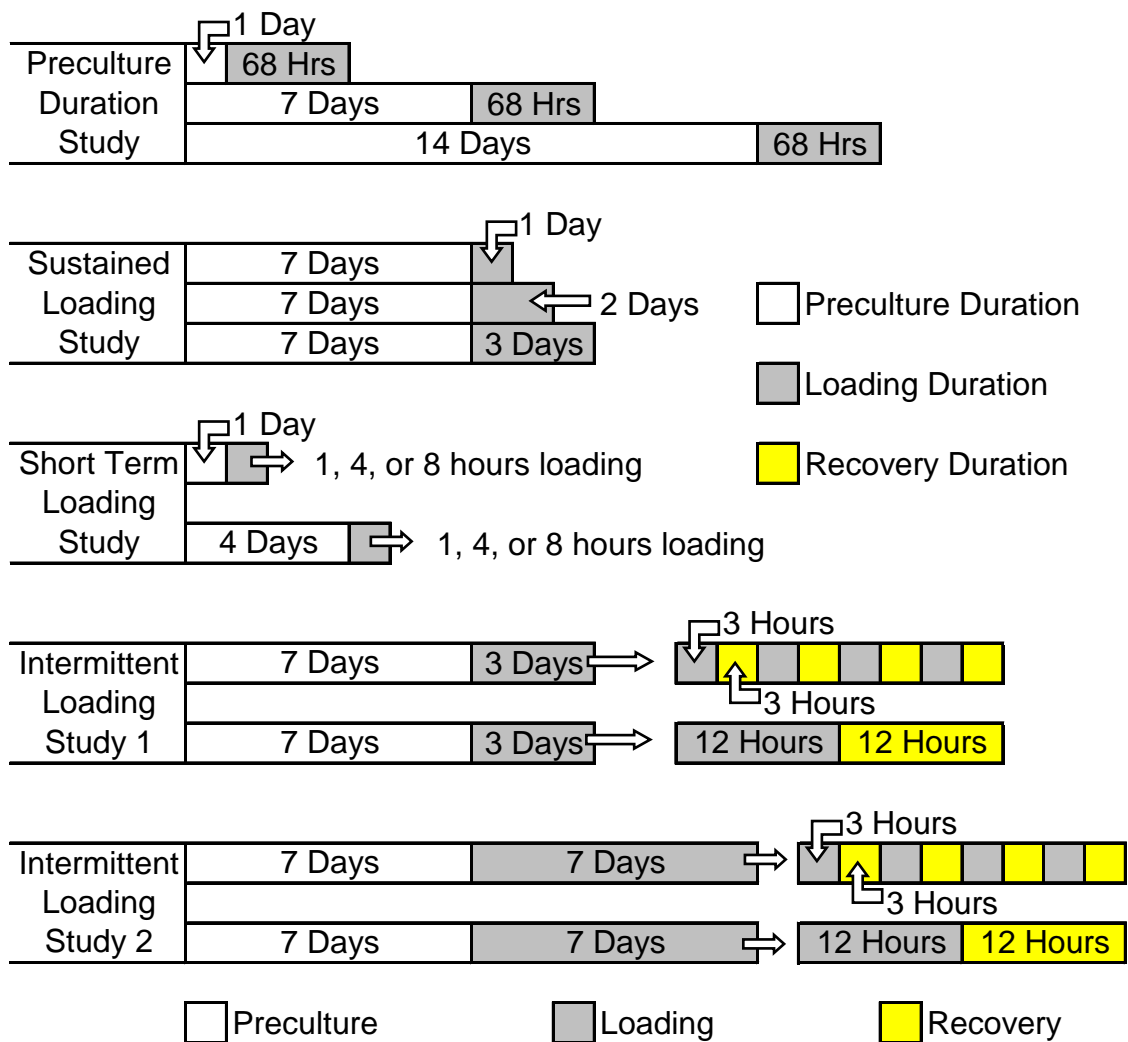 1 Day
Preculture
Duration
Study
68 Hrs
7 Days
68 Hrs
14 Days
68 Hrs
1 Day
Sustained
Loading
Study
7 Days
7 Days
2 Days
7 Days
3 Days
Preculture Duration
Loading Duration
Recovery Duration
1 Day
Short Term
Loading
Study
1, 4, or 8 hours loading
4 Days
1, 4, or 8 hours loading
Intermittent
Loading
Study 1
7 Days
3 Days
3 Hours
3 Hours
7 Days
3 Days
12 Hours
12 Hours
Intermittent
Loading
Study 2
7 Days
7 Days
3 Hours
3 Hours
7 Days
7 Days
12 Hours
12 Hours
Preculture
Loading
Recovery